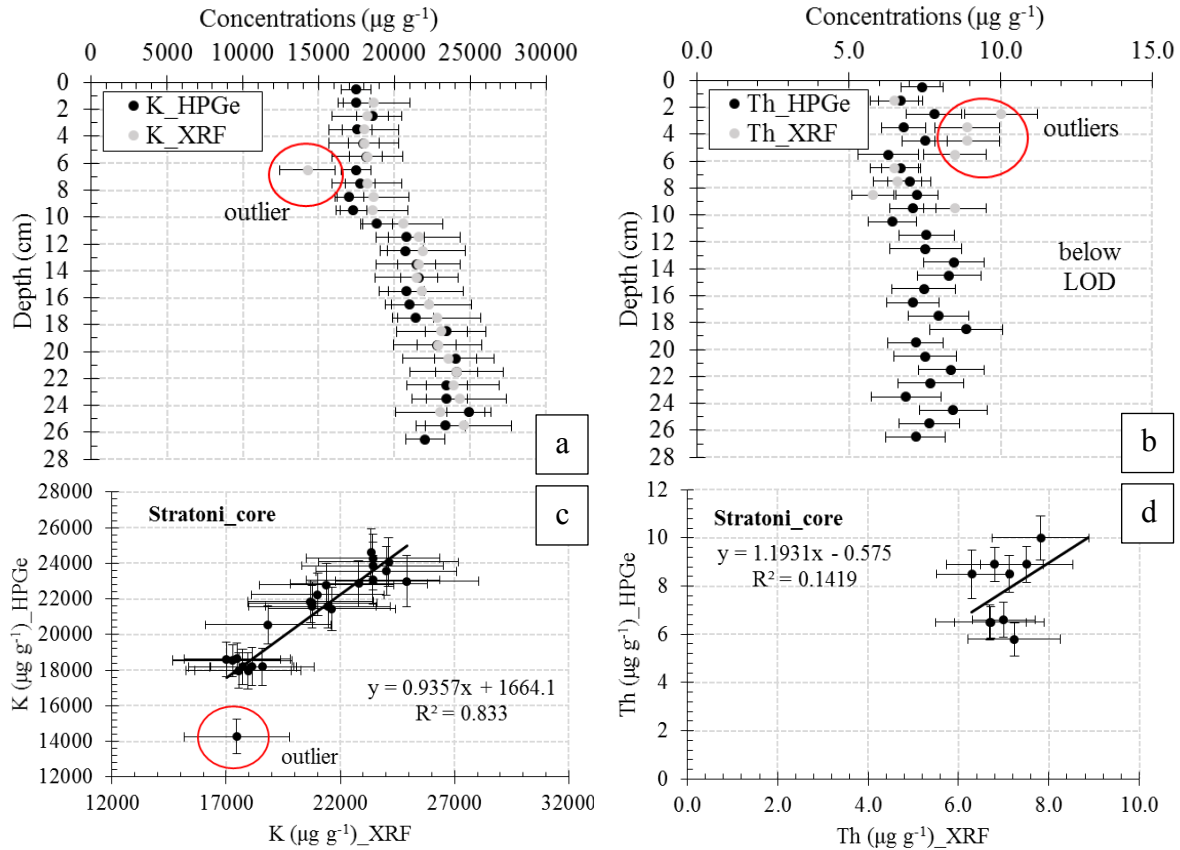 Concentrations (μg g⁻¹)
0 5000 10000 15000 20000 25000 30000
0
2
4
6
8
10
12
14
16
18
20
22
24
26
28
Depth (cm)
K_HPGe
K_XRF
outlier
a
Concentrations (μg g⁻¹)
5.0 10.0 15.0
0
2
4
6
8
10
12
14
16
18
20
22
24
26
28
Depth (cm)
Th_HPGe
Th_XRF
outliers
below
LOD
b
28000
26000
24000
22000
20000
18000
16000
14000
12000
K (μg g⁻¹)_HPGe
Stratoni_core
c
y = 0.9357x + 1664.1
R² = 0.833
outlier
12000 17000 22000 27000 32000
K (μg g⁻¹)_XRF
12
10
8
6
4
2
0
Th (μg g⁻¹)_HPGe
Stratoni_core
d
y = 1.1931x - 0.575
R² = 0.1419
0.0 2.0 4.0 6.0 8.0 10.0
Th (μg g⁻¹)_XRF